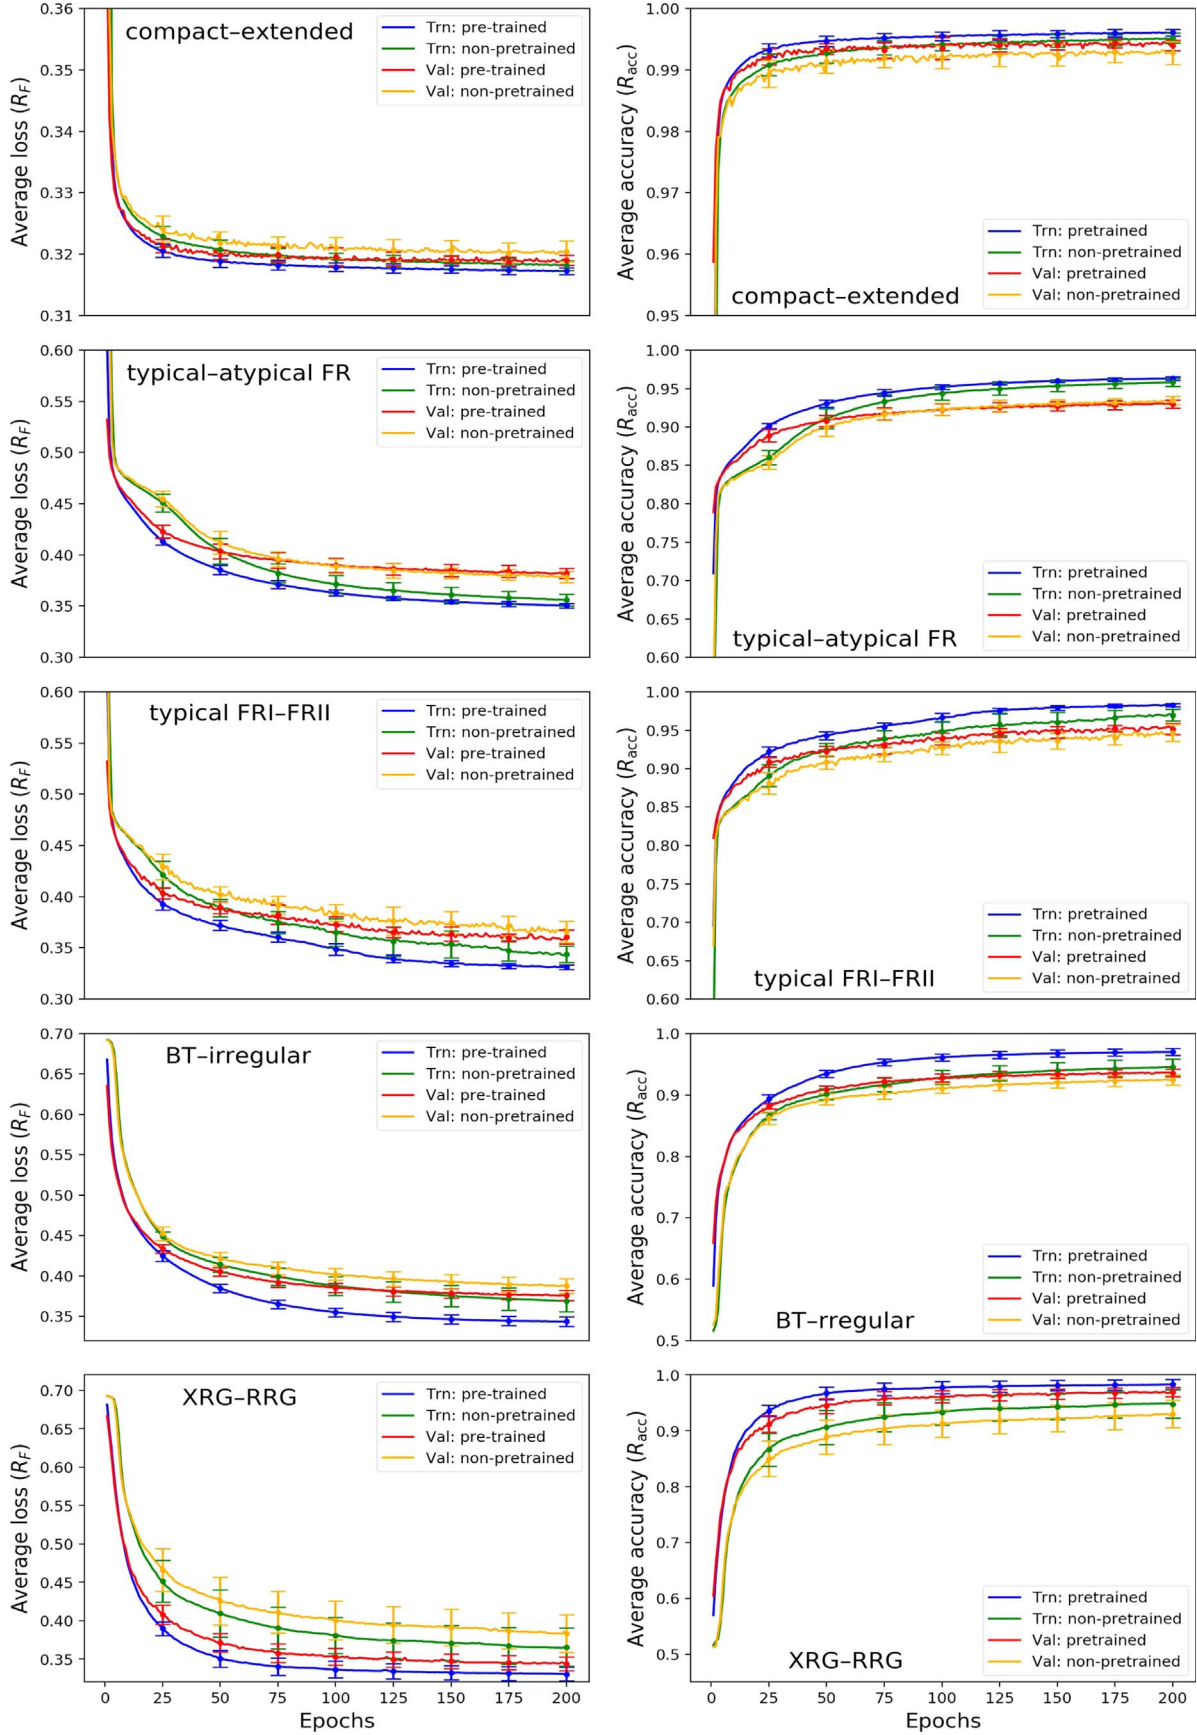 0.36
0.35
0.34
0.33
0.32
0.31
Average loss (R_F)
compact–extended
Trn: pre-trained
Trn: non-pretrained
Val: pre-trained
Val: non-pretrained
1.00
0.99
0.98
0.97
0.96
0.95
Average accuracy (R_acc)
compact–extended
Trn: pretrained
Trn: non-pretrained
Val: pretrained
Val: non-pretrained
0.60
0.55
0.50
0.45
0.40
0.35
0.30
Average loss (R_F)
typical–atypical FR
Trn: pre-trained
Trn: non-pretrained
Val: pre-trained
Val: non-pretrained
1.00
0.95
0.90
0.85
0.80
0.75
0.70
0.65
0.60
Average accuracy (R_acc)
typical–atypical FR
Trn: pretrained
Trn: non-pretrained
Val: pretrained
Val: non-pretrained
0.60
0.55
0.50
0.45
0.40
0.35
0.30
Average loss (R_F)
typical FRI–FRII
Trn: pre-trained
Trn: non-pretrained
Val: pre-trained
Val: non-pretrained
1.00
0.95
0.90
0.85
0.80
0.75
0.70
0.65
0.60
Average accuracy (R_acc)
typical FRI–FRII
Trn: pretrained
Trn: non-pretrained
Val: pretrained
Val: non-pretrained
0.70
0.65
0.60
0.55
0.50
0.45
0.40
0.35
Average loss (R_F)
BT–irregular
Trn: pre-trained
Trn: non-pretrained
Val: pre-trained
Val: non-pretrained
1.0
0.9
0.8
0.7
0.6
0.5
Average accuracy (R_acc)
BT–rregular
Trn: pretrained
Trn: non-pretrained
Val: pretrained
Val: non-pretrained
0.70
0.65
0.60
0.55
0.50
0.45
0.40
0.35
Average loss (R_F)
XRG–RRG
Trn: pre-trained
Trn: non-pretrained
Val: pre-trained
Val: non-pretrained
0 25 50 75 100 125 150 175 200
Epochs
1.0
0.9
0.8
0.7
0.6
0.5
Average accuracy (R_acc)
XRG–RRG
Trn: pretrained
Trn: non-pretrained
Val: pretrained
Val: non-pretrained
0 25 50 75 100 125 150 175 200
Epochs